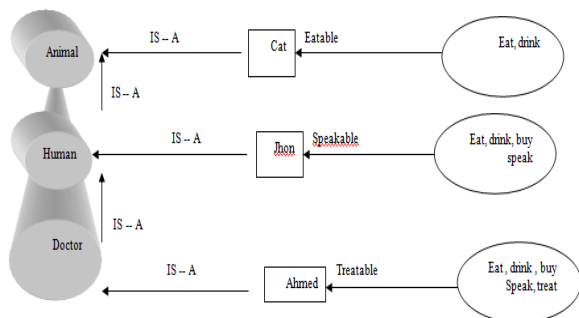 IS -- A
Animal
Cat
Eatable
Eat, drink
IS -- A
IS -- A
Human
Jhon
Speakable
Eat, drink, buy
speak
IS -- A
Doctor
IS -- A
Ahmed
Treatable
Eat, drink , buy
Speak, treat